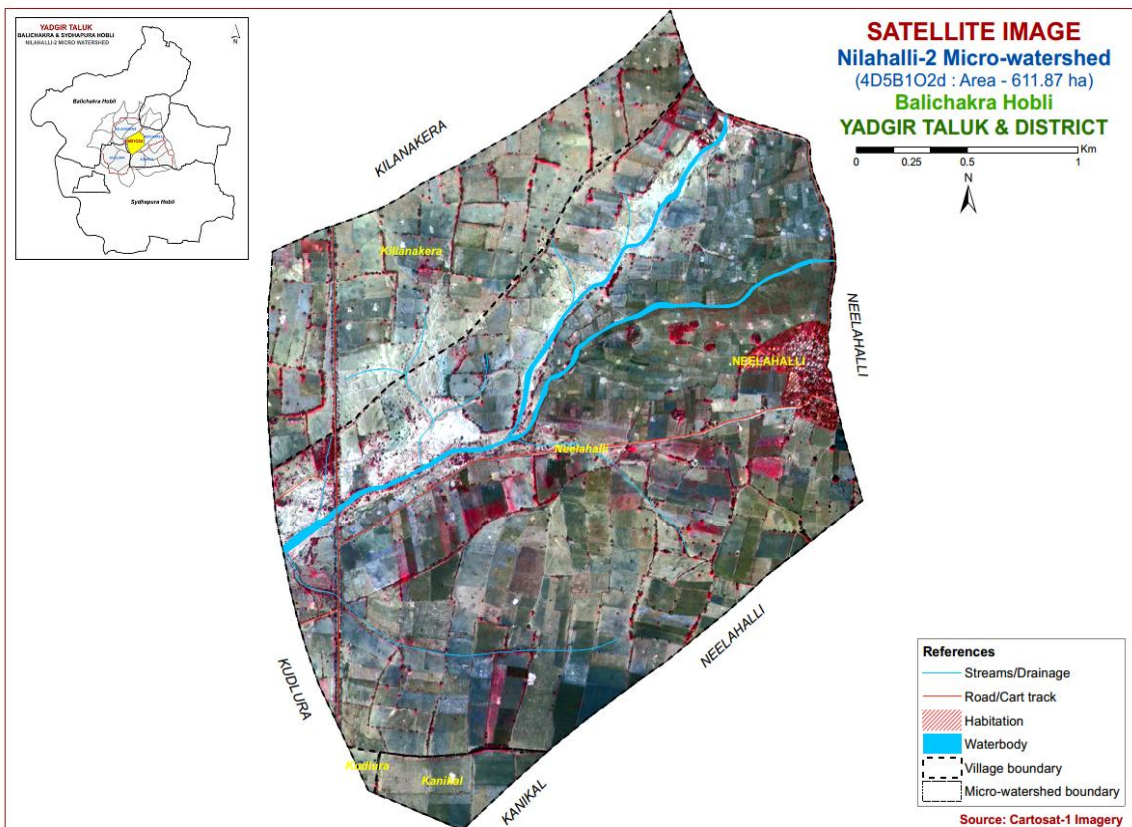 YADGIR TALUK
BALICHAKRA & SYDHAPURA HOBLI
NILAHALLI-2 MICRO WATERSHED
N
Balichakra Hobli
Sydhepura Hobli
SATELLITE IMAGE
Nilahalli-2 Micro-watershed
(4D5B1O2d : Area - 611.87 ha)
Balichakra Hobli
YADGIR TALUK & DISTRICT
0 0.25 0.5 1
Km
N
KILANAKERA
Killanakera
NEELAHALLI
.NEELAHALLI
Neelahalli
NEELAHALLI
KUDLURA
Kudlura
Kanikal
KANIKAL
References
Streams/Drainage
Road/Cart track
Habitation
Waterbody
Village boundary
Micro-watershed boundary
Source: Cartosat-1 Imagery